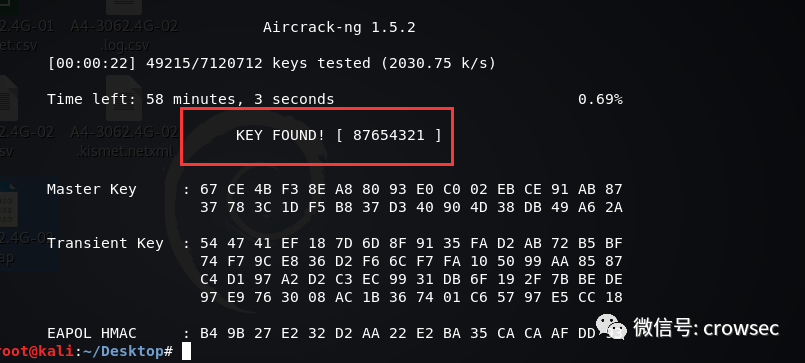 2.4G-01 A4-3062.4G-02
et.csv .log.csv
Aircrack-ng 1.5.2
[00:00:22] 49215/7120712 keys tested (2030.75 k/s)
2.4G-02 4G-02
Time left: 58 minutes, 3 seconds 0.69%
KEY FOUND! [ 87654321 ]
sv .kismet.netxml
Master Key : 67 CE 4B F3 8E A8 80 93 E0 C0 02 EB CE 91 AB 87
37 78 3C 1D F5 B8 37 D3 40 90 4D 38 DB 49 A6 2A
Transient Key : 54 47 41 EF 18 7D 6D 8F 91 35 FA D2 AB 72 B5 BF
74 F7 9C E8 36 D2 F6 6C F7 FA 10 50 99 AA 85 87
ap
C4 D1 97 A2 D2 C3 EC 99 31 DB 6F 19 2F 7B BE DE
97 E9 76 30 08 AC 1B 36 74 01 C6 57 97 E5 CC 18
EAPOL HMAC : B4 9B 27 E2 32 D2 AA 22 E2 BA 35 CA CA AF DD
微信号: crowsec
root@kali:~/Desktop#